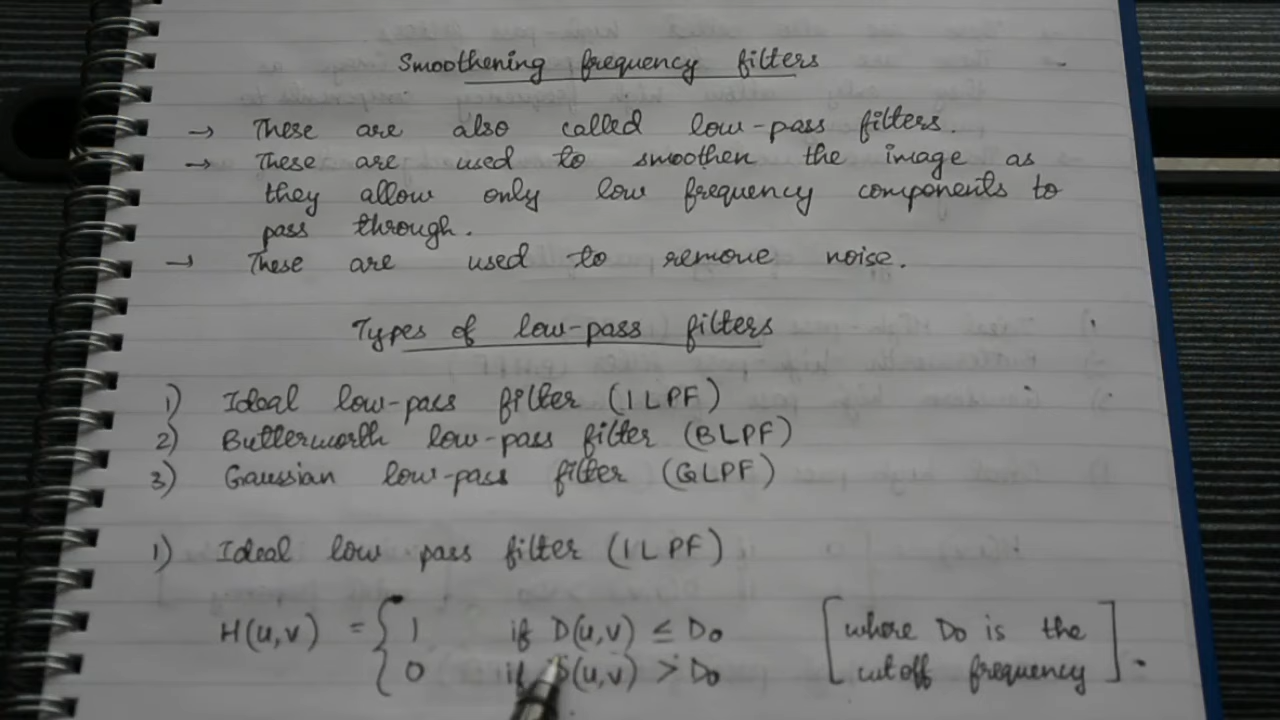 Smoothening frequency filters
→ These are also called low-pass filters.
→ These are used to smoothen the image as
they allow only low frequency components to
pass through.
→ These are used to remove noise.
Types of low-pass filters
1) Ideal low-pass filter (ILPF)
2) Butterworth low-pass filter (BLPF)
3) Gaussian low-pass filter (GLPF)
1) Ideal low pass filter (ILPF)
H(u,v) = { 1 if D(u,v) ≤ D0 [where D0 is the
{ 0 if D(u,v) > D0 cutoff frequency].